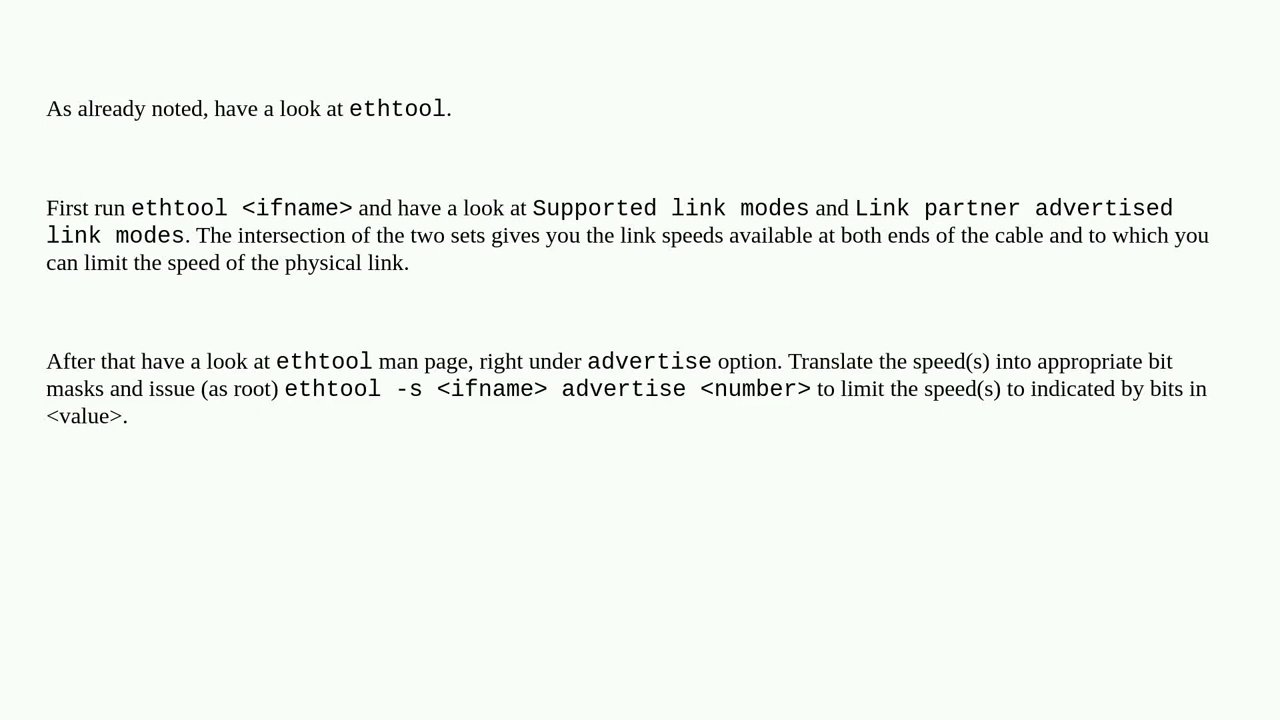 As already noted, have a look at ethtool.
First run ethtool <ifname> and have a look at Supported link modes and Link partner advertised
link modes. The intersection of the two sets gives you the link speeds available at both ends of the cable and to which you
can limit the speed of the physical link.
After that have a look at ethtool man page, right under advertise option. Translate the speed(s) into appropriate bit
masks and issue (as root) ethtool -s <ifname> advertise <number> to limit the speed(s) to indicated by bits in
<value>.